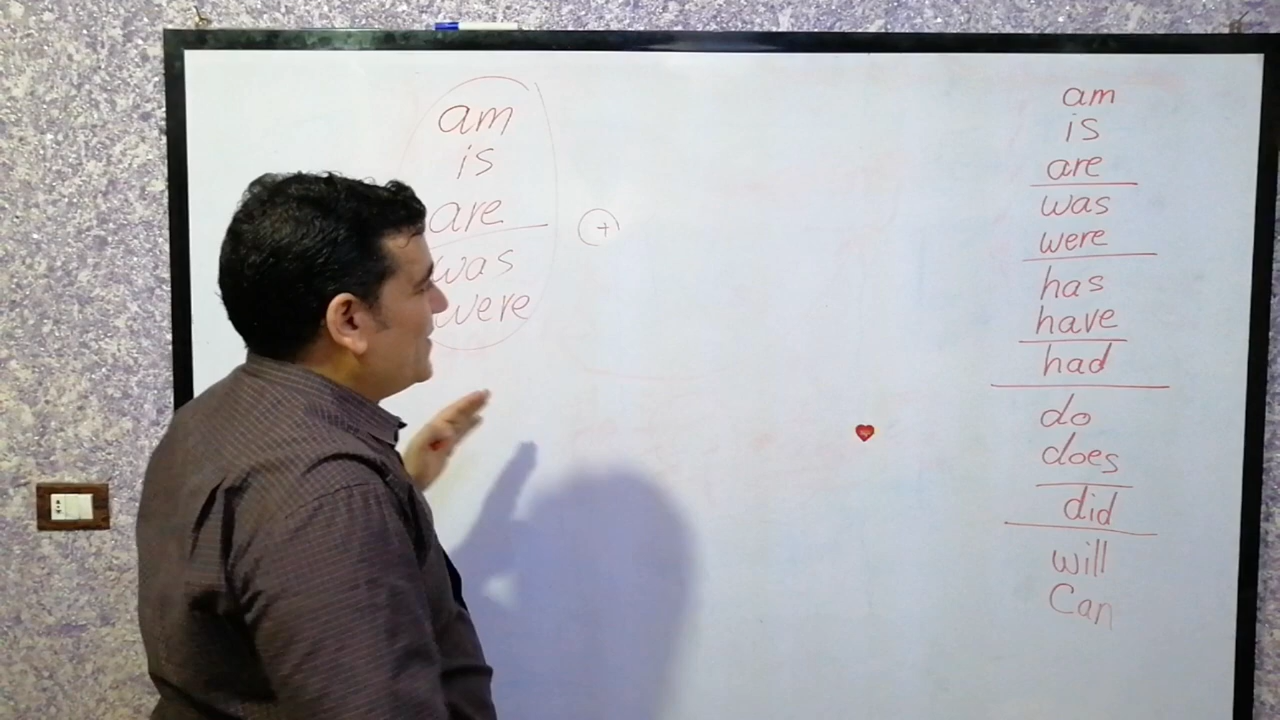 am
is
are
was
were
+
am
is
are
was
were
has
have
had
do
does
did
will
Can